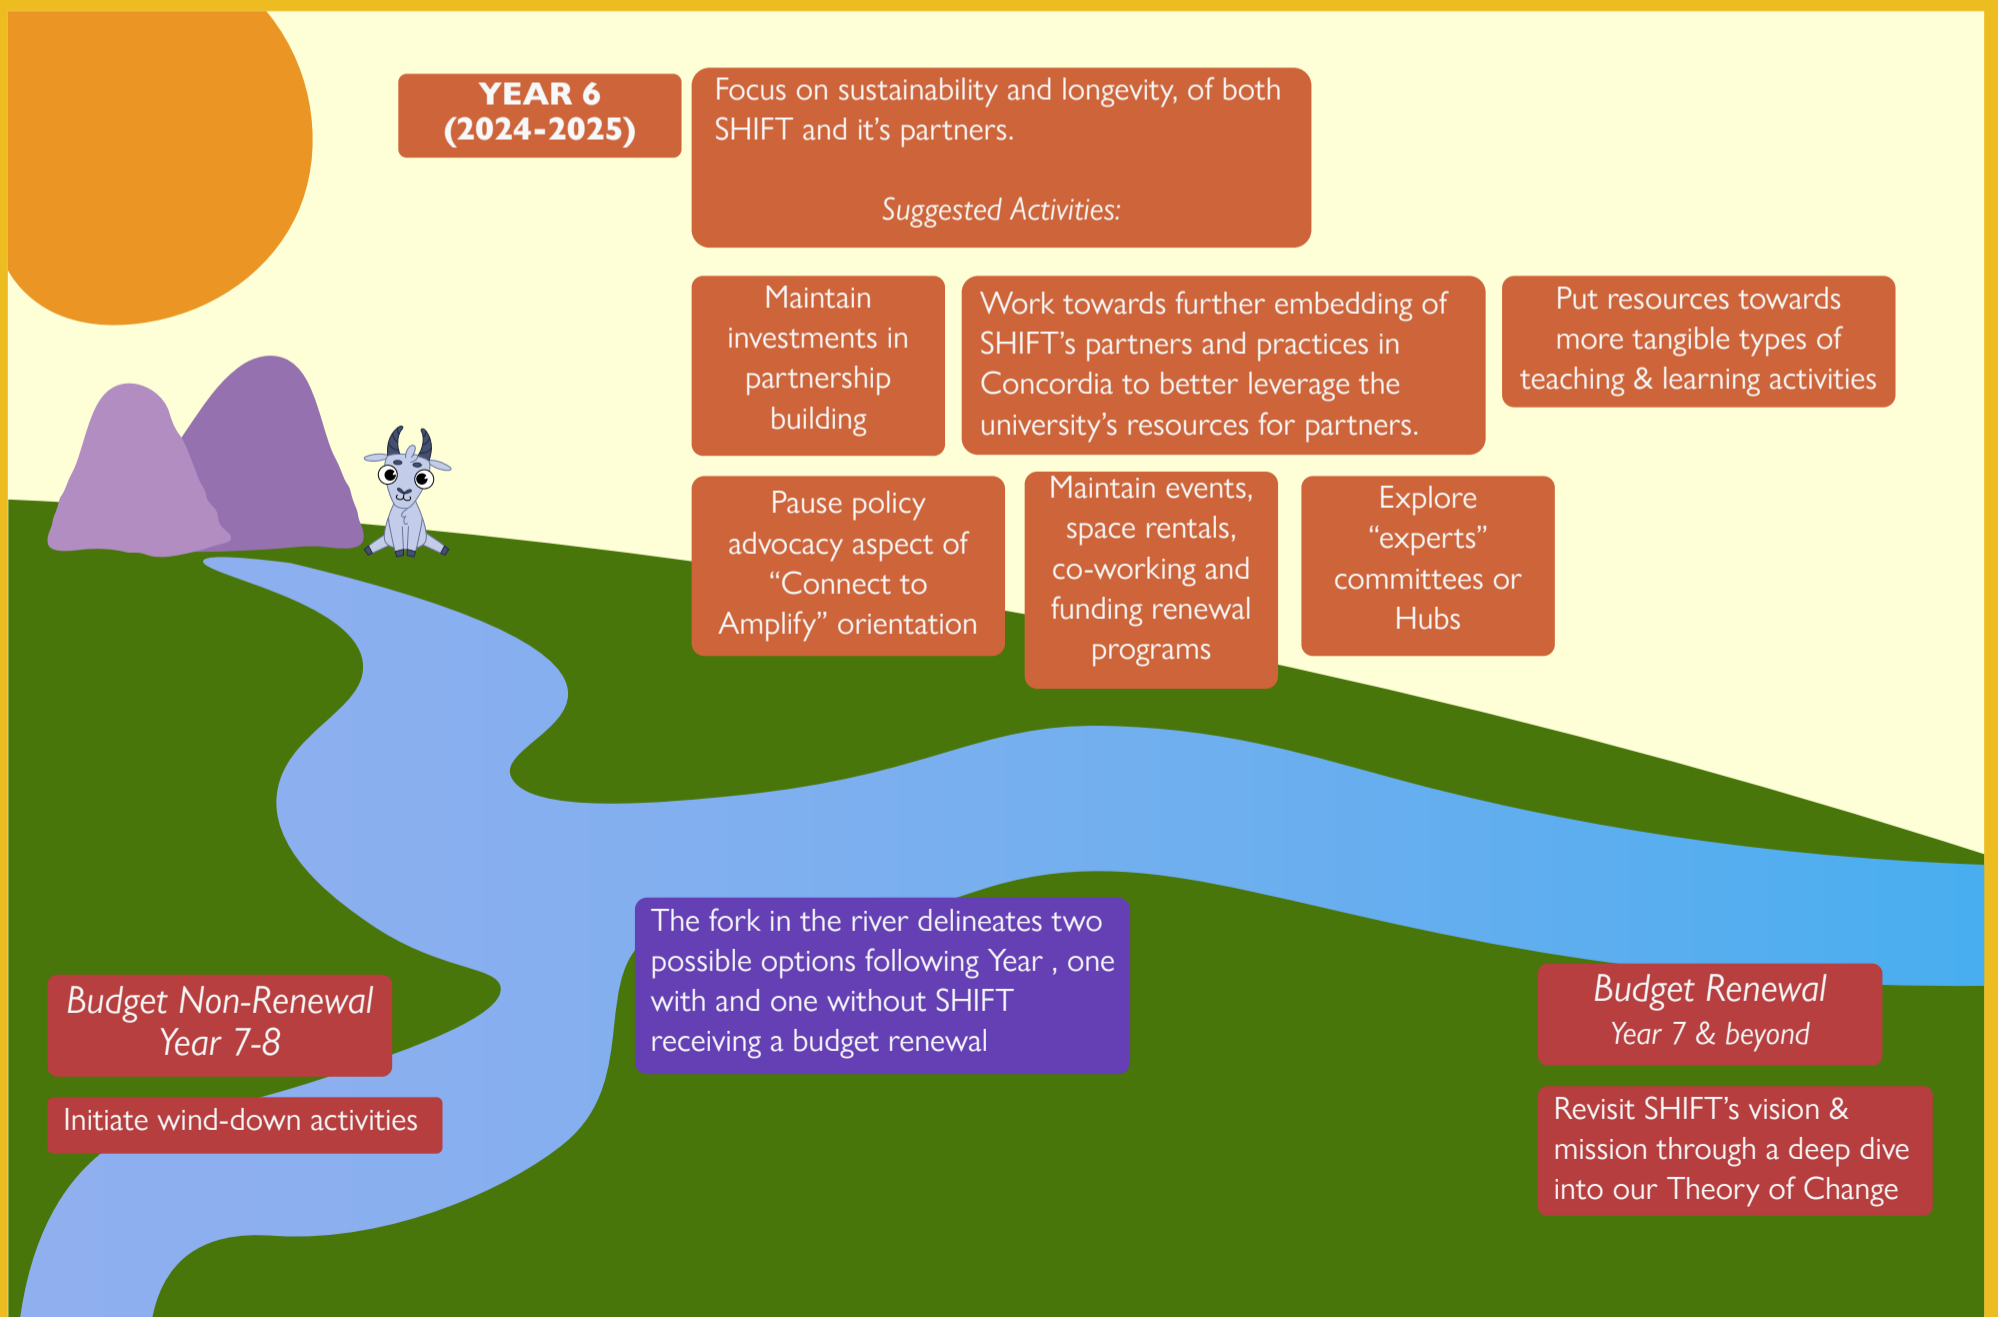 YEAR 6
(2024-2025)
Focus on sustainability and longevity, of both
SHIFT and it's partners.
Suggested Activities:
Maintain
investments in
partnership
building
Work towards further embedding of
SHIFT's partners and practices in
Concordia to better leverage the
university's resources for partners.
Put resources towards
more tangible types of
teaching & learning activities
Pause policy
advocacy aspect of
“Connect to
Amplify” orientation
Maintain events,
space rentals,
co-working and
funding renewal
programs
Explore
“experts”
committees or
Hubs
The fork in the river delineates two
possible options following Year , one
with and one without SHIFT
receiving a budget renewal
Budget Non-Renewal
Year 7-8
Initiate wind-down activities
Budget Renewal
Year 7 & beyond
Revisit SHIFT's vision &
mission through a deep dive
into our Theory of Change